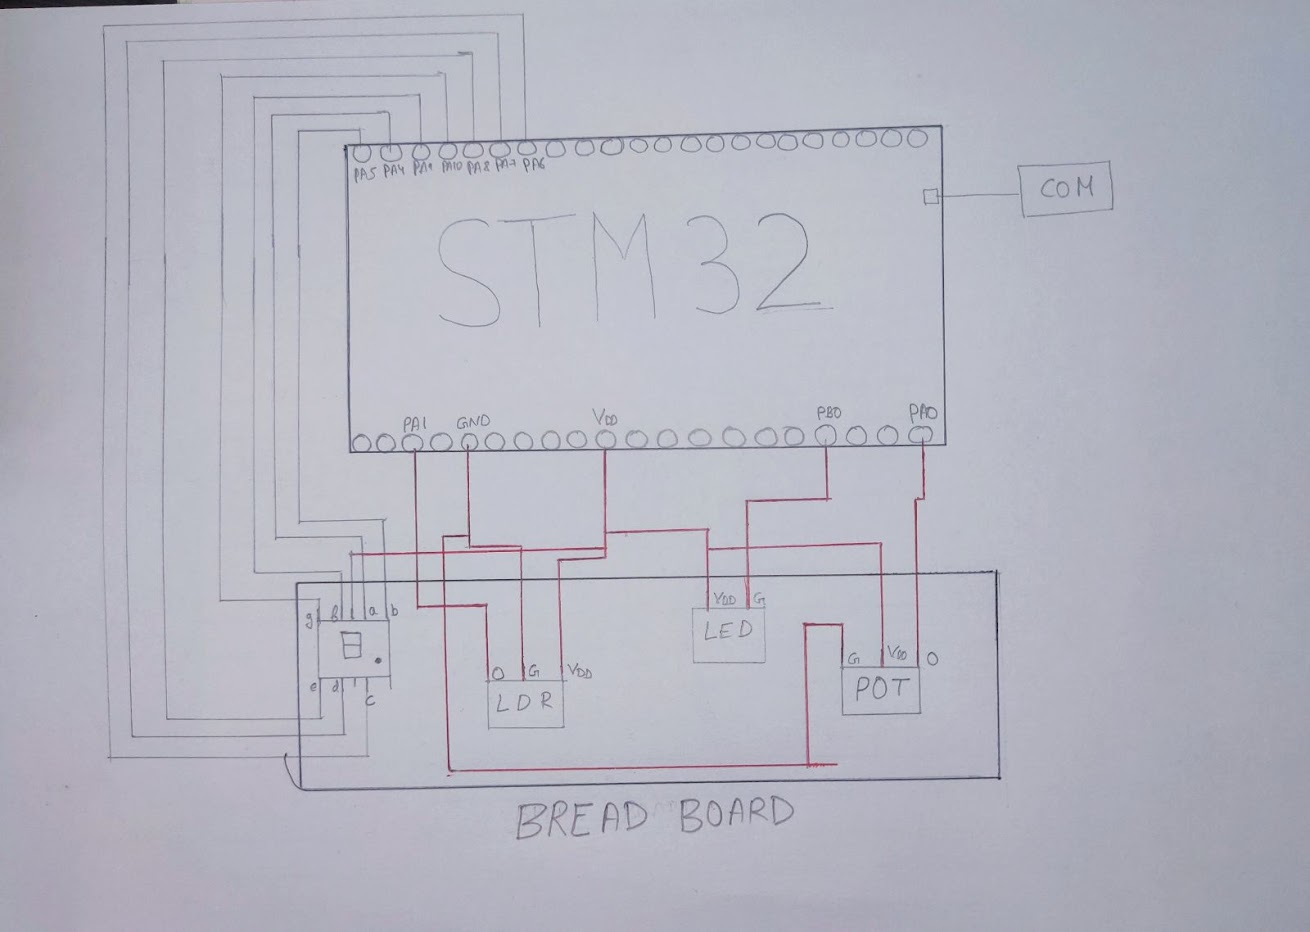 PA5 PA4 PA9 PA10 PA8 PA7 PA6
COM
STM32
PA1 GND VDD PB0 PA0
g f a b
VDD G
LED
e d c
O G VDD
LDR
G VDD O
POT
BREAD BOARD